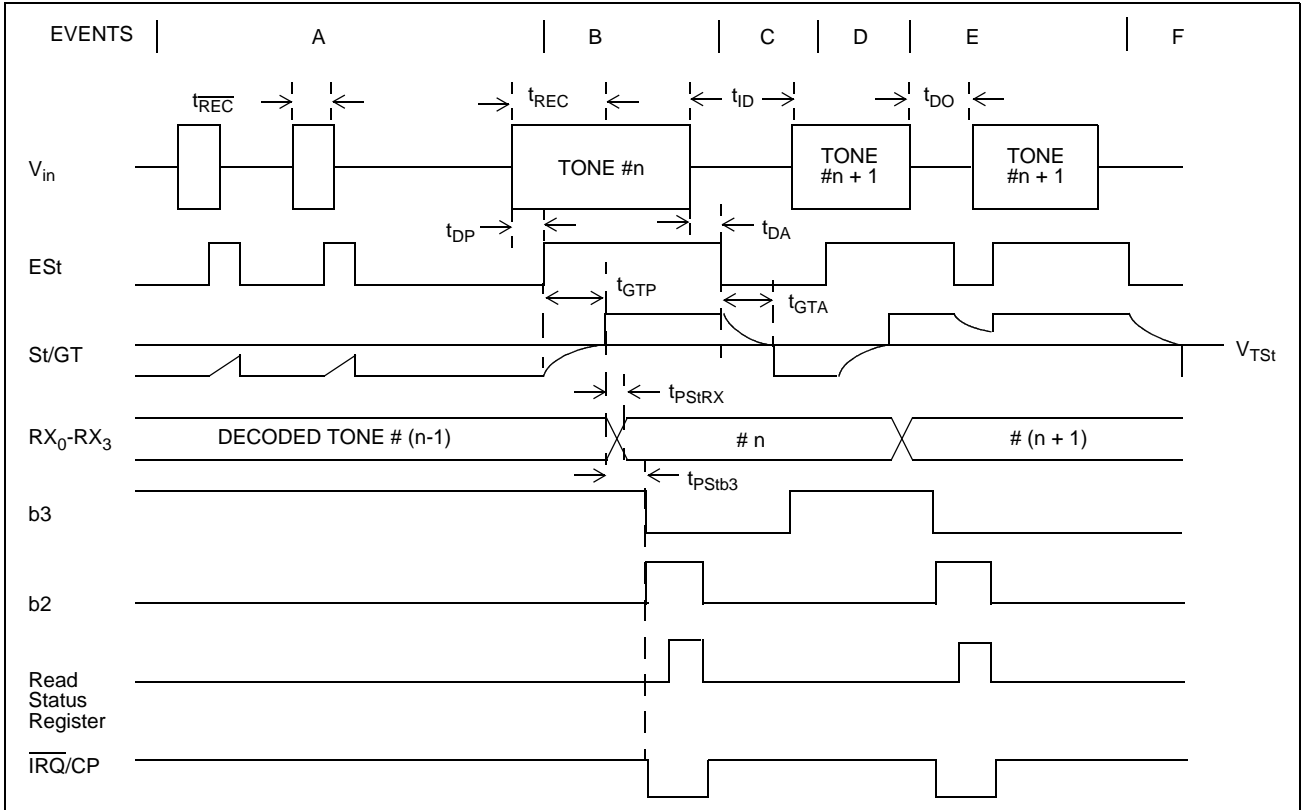 EVENTS A B C D E F
tREC tREC tID tDO
Vin TONE #n TONE #n + 1 TONE #n + 1
tDP tDA
ESt
tGTP tGTA
St/GT VTSt
tPStRX
RX0-RX3 DECODED TONE # (n-1) # n # (n + 1)
tPStb3
b3
b2
Read
Status
Register
IRQ/CP